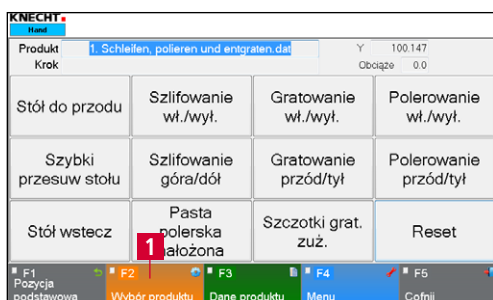 KNECHT
Hand
Produkt 1. Schleifen, polieren und entgraten.dat Y 100.147
Krok Obciąże 0.0
Stół do przodu
Szlifowanie
wł./wył.
Gratowanie
wł./wył.
Polerowanie
wł./wył.
Szybki
przesuw stołu
Szlifowanie
góra/dół
Gratowanie
przód/tył
Polerowanie
przód/tył
Stół wstecz
Pasta
polerska
nałożona
Szczotki grat.
zuż.
Reset
1
F1
Pozycja
podstawowa
F2
Wybór produktu
F3
Dane produktu
F4
Menu
F5
Cofnij